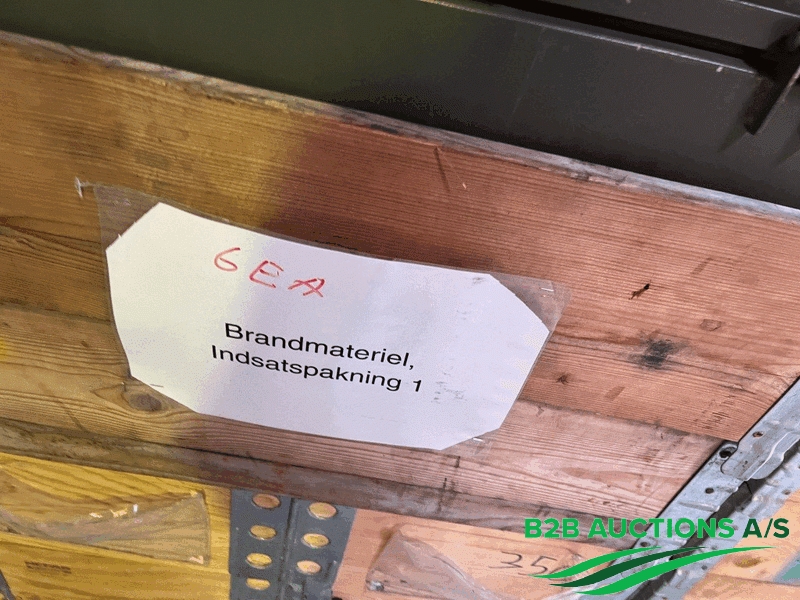 6EA
Brandmateriel,
Indsatspakning 1
B2B AUCTIONS A/S